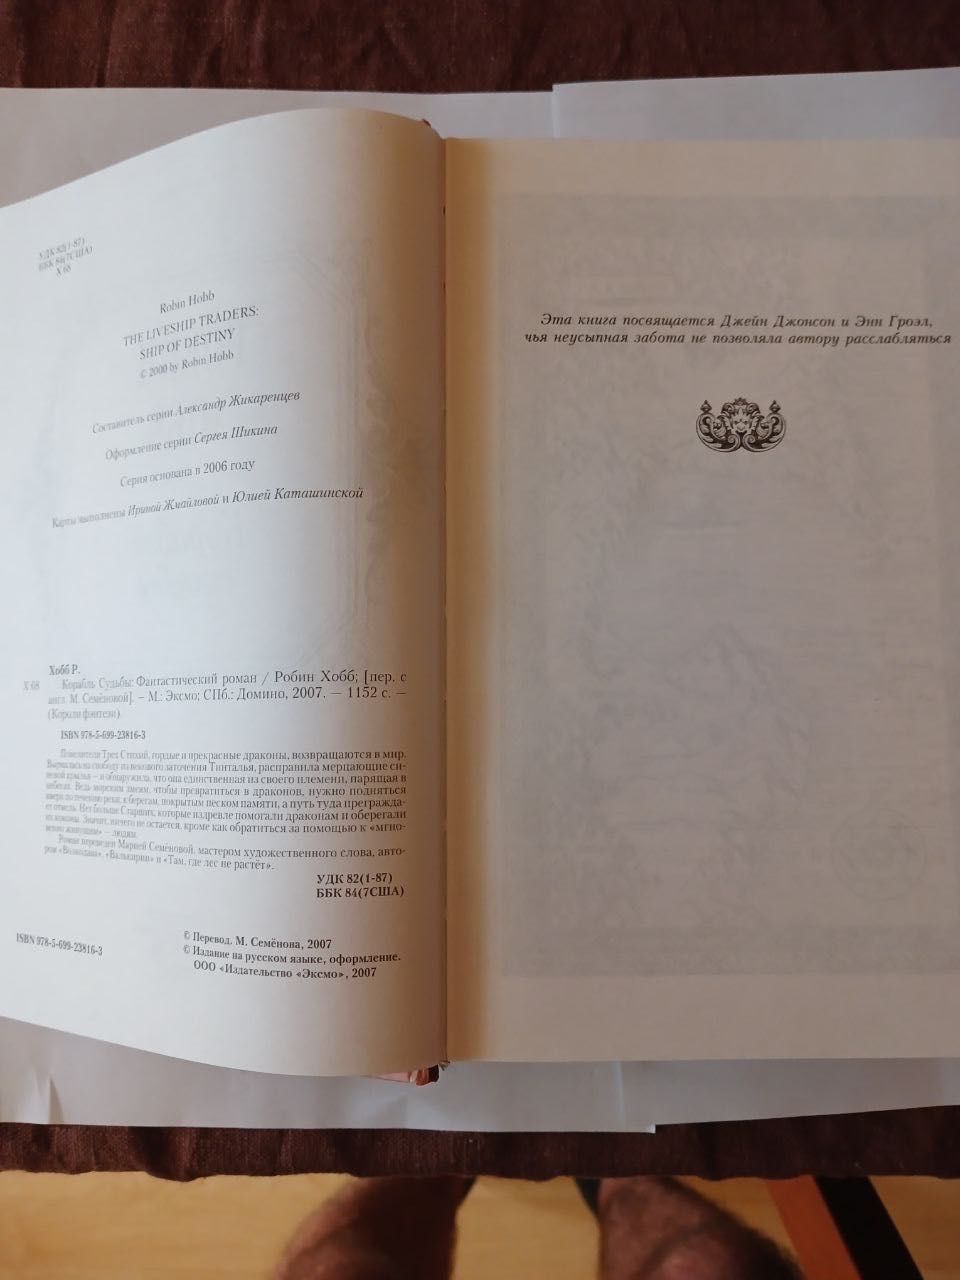 УДК 82(1-87)
ББК 84(7США)
Х 68
Robin Hobb
THE LIVESHIP TRADERS:
SHIP OF DESTINY
© 2000 by Robin Hobb
Составитель серии Александр Жикаренцев
Оформление серии Сергея Шикина
Серия основана в 2006 году
Карты выполнены Ириной Жмайловой и Юлией Каташинской
Хобб Р.
Х 68 Корабль Судьбы: Фантастический роман / Робин Хобб; [пер. с
англ. М. Семёновой]. – М.: Эксмо; СПб.: Домино, 2007. — 1152 с. —
(Короли фэнтези).
ISBN 978-5-699-23816-3
Повелители Трех Стихий, гордые и прекрасные драконы, возвращаются в мир.
Вырвалась на свободу из векового заточения Тинталья, расправила мерцающие си-
невой крылья – и обнаружила, что она единственная из своего племени, парящая в
небесах. Ведь морским змеям, чтобы превратиться в драконов, нужно подняться
вверх по течению реки, к берегам, покрытым песком памяти, а путь туда прегражда-
ет отмель. Нет больше Старших, которые издревле помогали драконам и оберегали
их коконы. Значит, ничего не остается, кроме как обратиться за помощью к «мгно-
венно живущим» – людям.
Роман переведен Марией Семёновой, мастером художественного слова, авто-
ром «Волкодава», «Валькирии» и «Там, где лес не растёт».
УДК 82(1-87)
ББК 84(7США)
© Перевод. М. Семёнова, 2007
© Издание на русском языке, оформление.
ООО «Издательство «Эксмо», 2007
ISBN 978-5-699-23816-3
Эта книга посвящается Джейн Джонсон и Энн Гроэл,
чья неусыпная забота не позволяла автору расслабляться